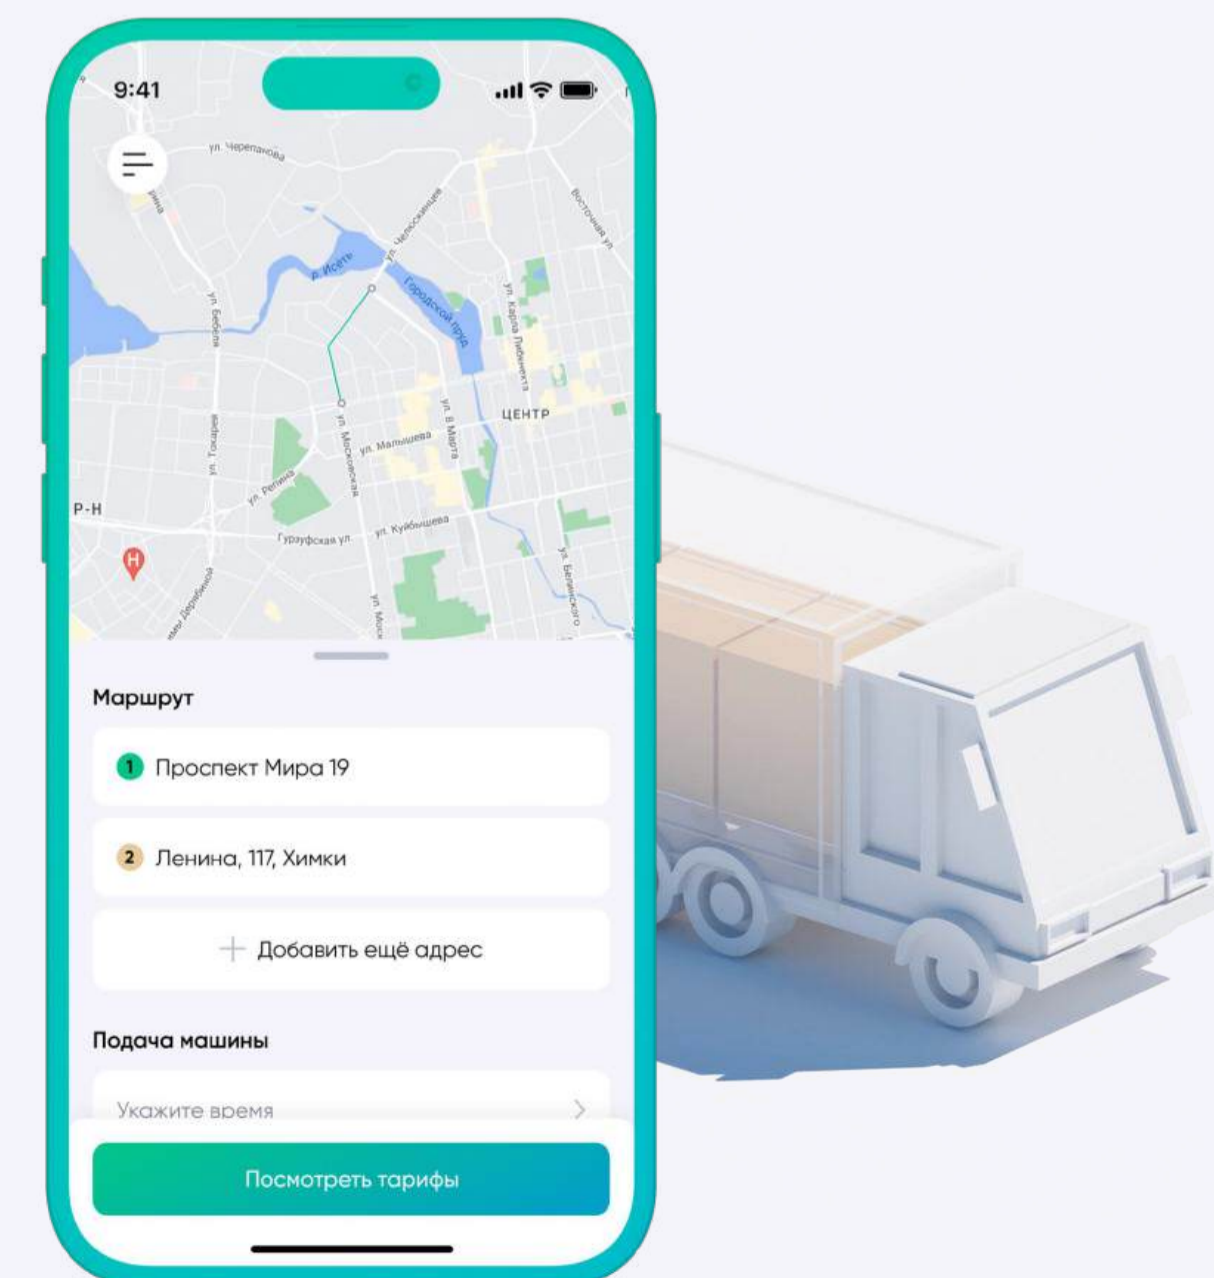 9:41
ул. Черепанова
Восточная ул
ул. Челюскинцев
р. Исеть
Городской пруд
ул. Карла Либкнехта
ул. Бебеля
ЦЕНТР
ул. 8 Марта
ул. Токарей
ул. Московская
ул. Малышева
ул. Репина
Р-Н
ул. Куйбышева
Гурзуфская ул.
H
ул. Белинского
ул. Моск
Маршрут
1 Проспект Мира 19
2 Ленина, 117, Химки
Добавить ещё адрес
Подача машины
Укажите время
Посмотреть тарифы